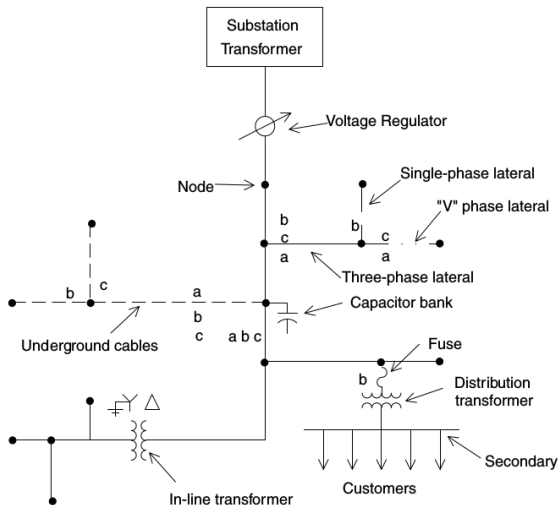 Substation
Transformer
Voltage Regulator
Node
Single-phase lateral
b
c
a
b
c
a
"V" phase lateral
Three-phase lateral
b
c
a
b
c
Underground cables
a b c
Capacitor bank
Fuse
b
Distribution
transformer
Secondary
Customers
In-line transformer